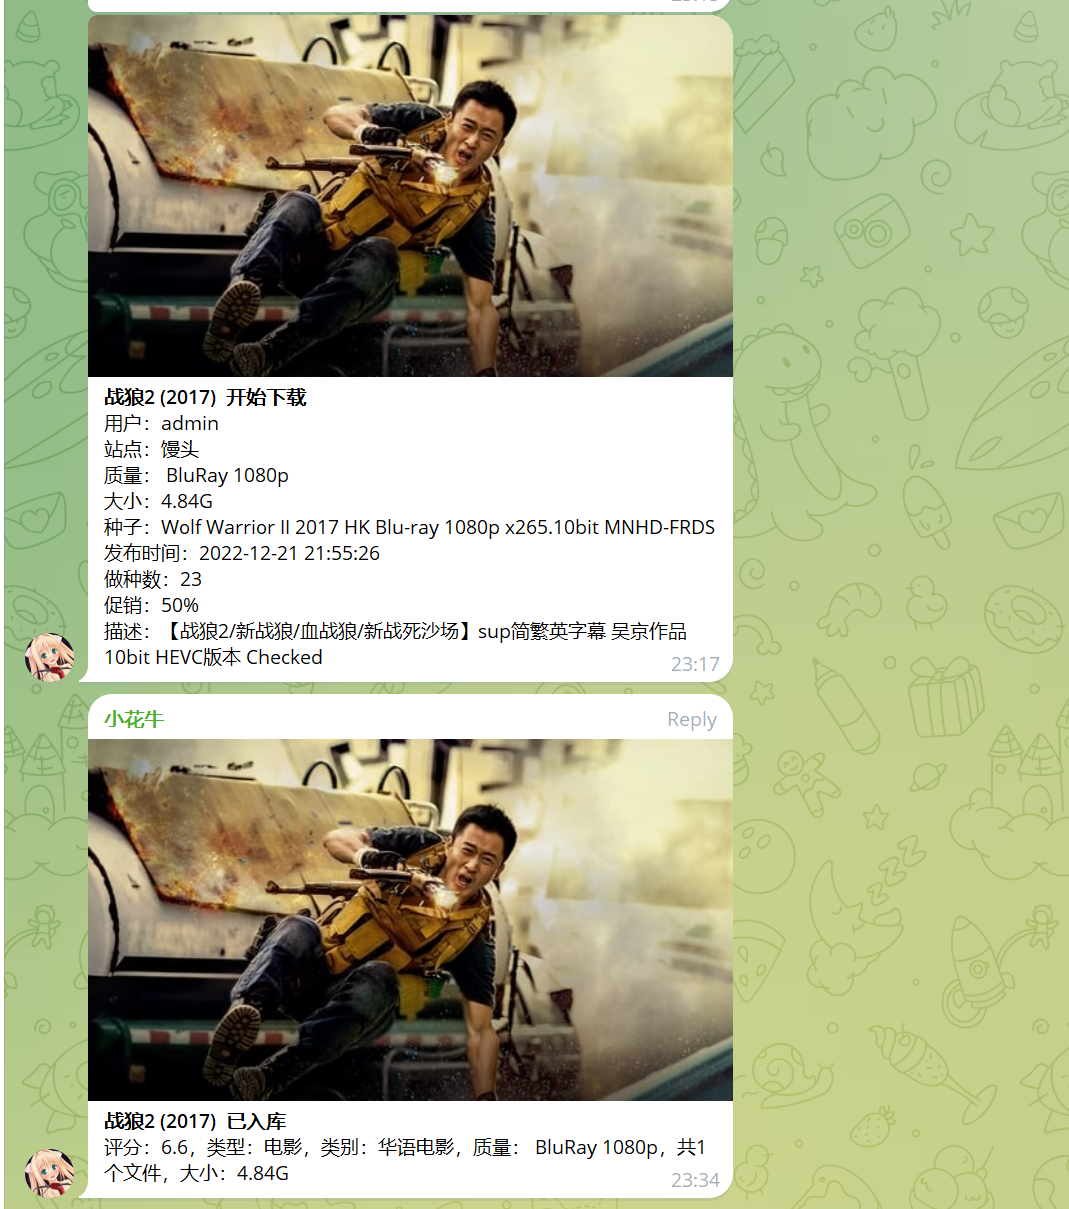 战狼2 (2017) 开始下载
用户：admin
站点：馒头
质量： BluRay 1080p
大小：4.84G
种子：Wolf Warrior II 2017 HK Blu-ray 1080p x265.10bit MNHD-FRDS
发布时间：2022-12-21 21:55:26
做种数：23
促销：50%
描述：【战狼2/新战狼/血战狼/新战死沙场】sup简繁英字幕 吴京作品
10bit HEVC版本 Checked
23:17
小花牛
Reply
战狼2 (2017) 已入库
评分：6.6，类型：电影，类别：华语电影，质量： BluRay 1080p，共1
个文件，大小：4.84G
23:34